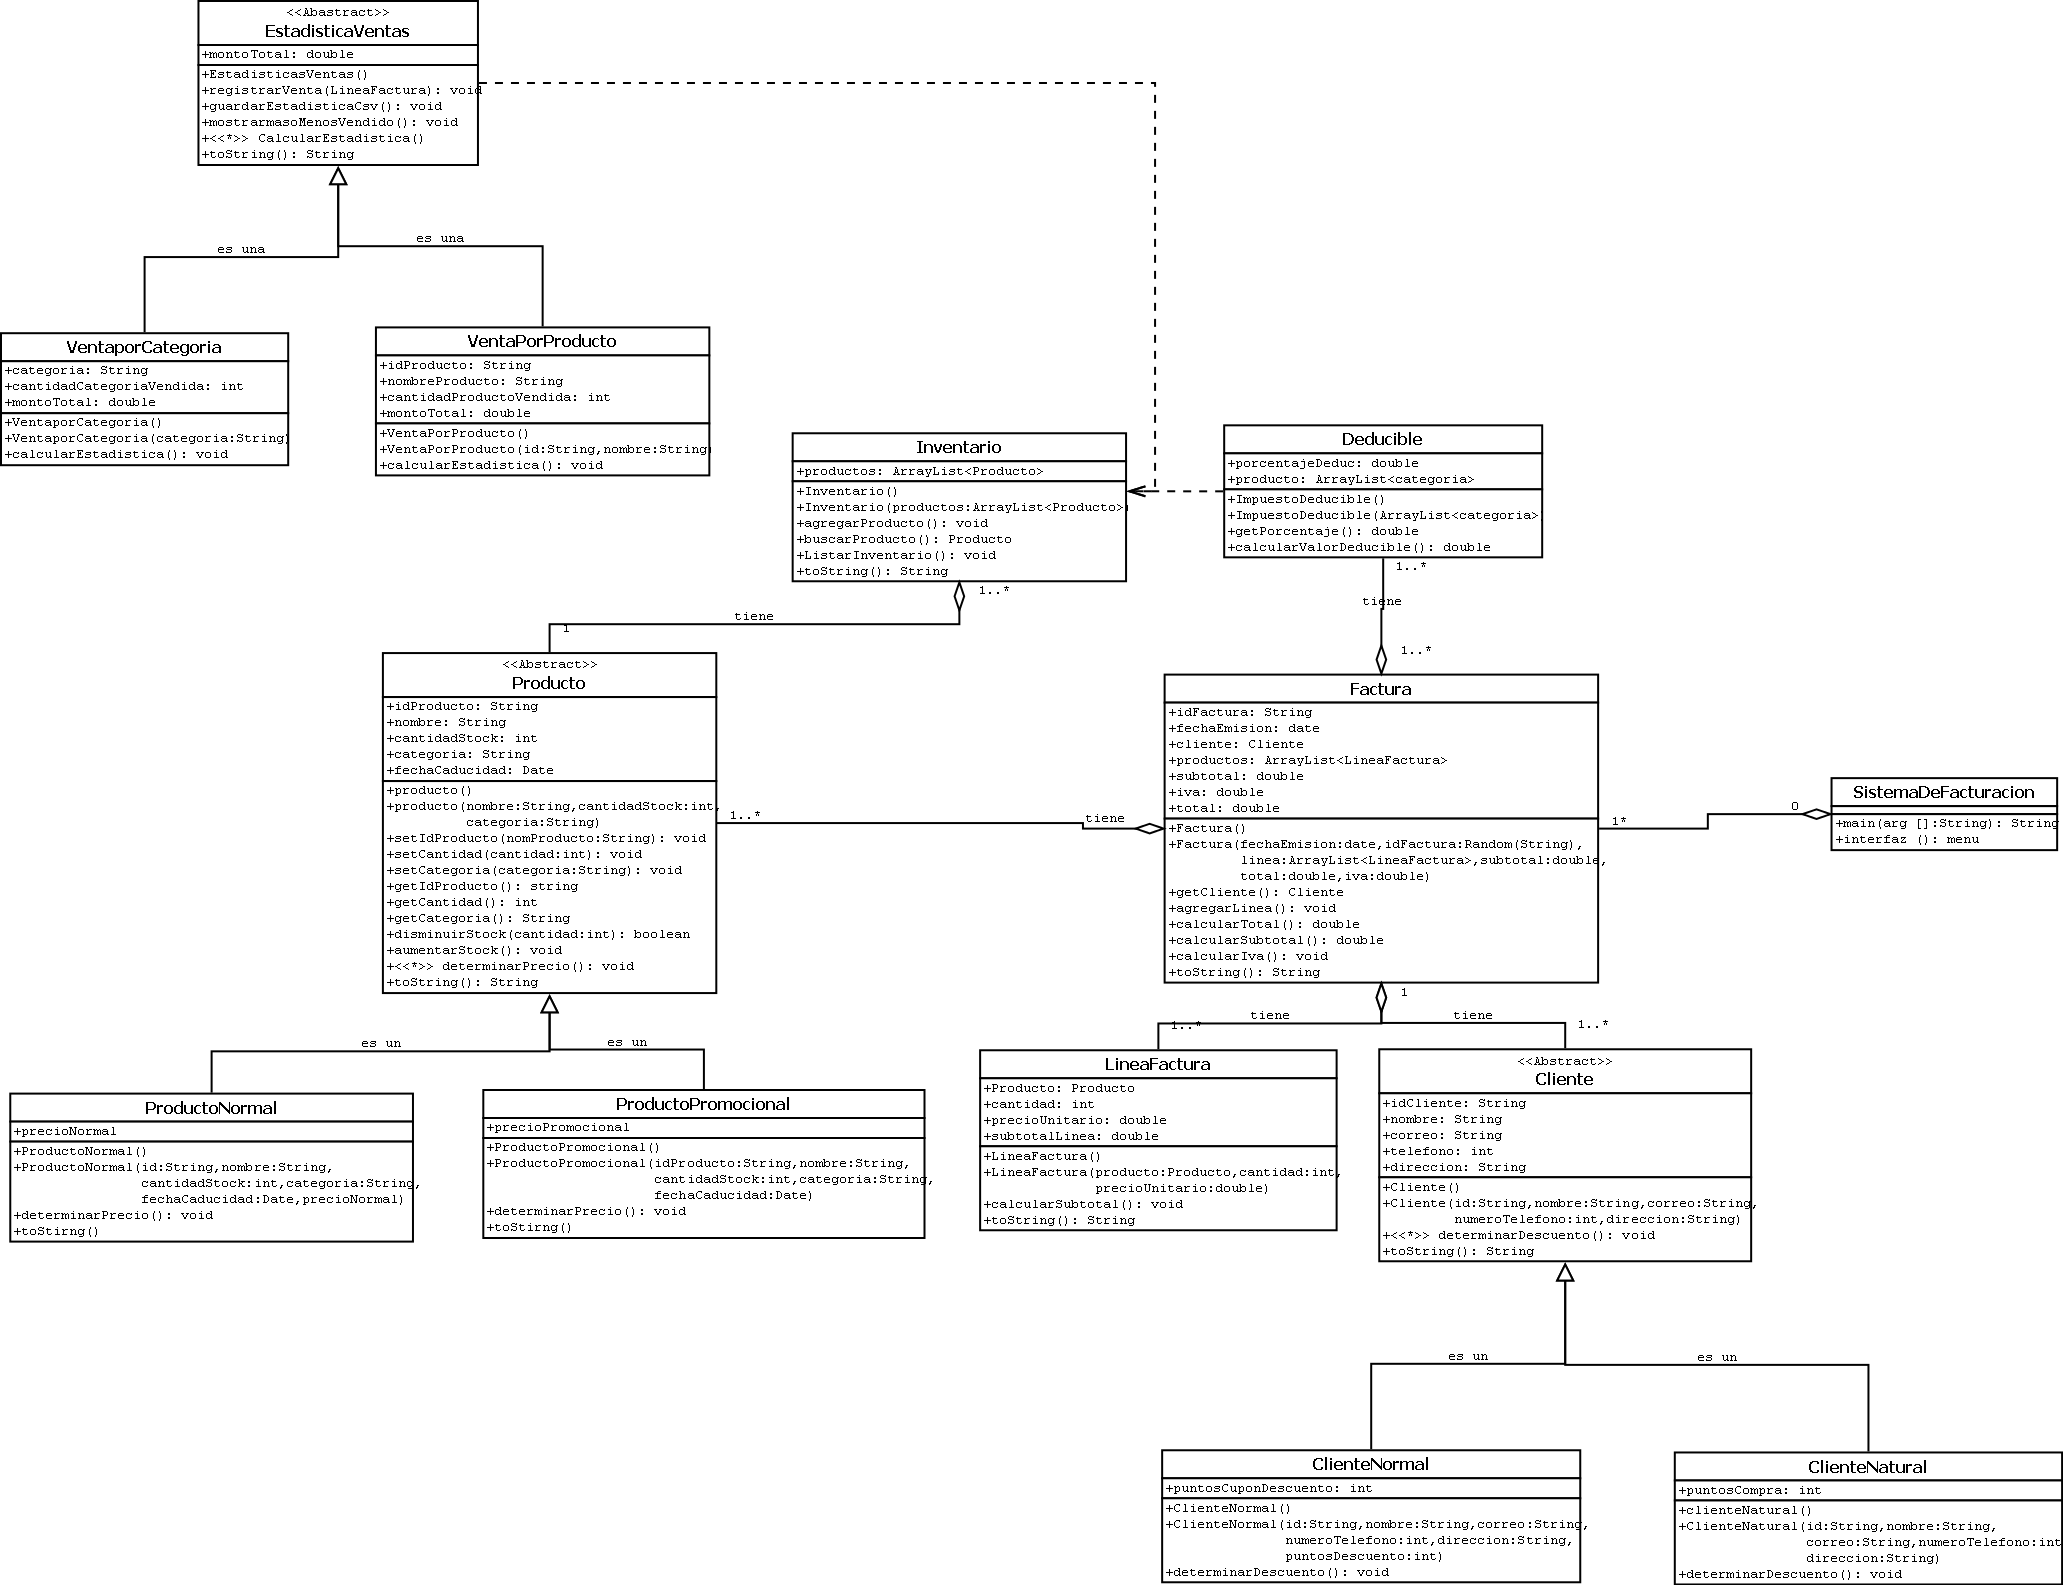 <<Abastract>>
EstadisticaVentas
+montoTotal: double
+EstadisticasVentas()
+registrarVenta(LineaFactura): void
+guardarEstadisticaCsv(): void
+mostrarmasoMenosVendido(): void
+<<*>> CalcularEstadistica()
+toString(): String
es una
es una
VentaporCategoria
+categoria: String
+cantidadCategoriaVendida: int
+montoTotal: double
+VentaporCategoria()
+VentaporCategoria(categoria:String)
+calcularEstadistica(): void
VentaPorProducto
+idProducto: String
+nombreProducto: String
+cantidadProductoVendida: int
+montoTotal: double
+VentaPorProducto()
+VentaPorProducto(id:String,nombre:String)
+calcularEstadistica(): void
Inventario
+productos: ArrayList<Producto>
+Inventario()
+Inventario(productos:ArrayList<Producto>)
+agregarProducto(): void
+buscarProducto(): Producto
+ListarInventario(): void
+toString(): String
Deducible
+porcentajeDeduc: double
+producto: ArrayList<categoria>
+ImpuestoDeducible()
+ImpuestoDeducible(ArrayList<categoria>)
+getPorcentaje(): double
+calcularValorDeducible(): double
1..*
tiene
1
1..*
tiene
1..*
<<Abstract>>
Producto
+idProducto: String
+nombre: String
+cantidadStock: int
+categoria: String
+fechaCaducidad: Date
+producto()
+producto(nombre:String,cantidadStock:int,
categoria:String)
+setIdProducto(nomProducto:String): void
+setCantidad(cantidad:int): void
+setCategoria(categoria:String): void
+getIdProducto(): string
+getCantidad(): int
+getCategoria(): String
+disminuirStock(cantidad:int): boolean
+aumentarStock(): void
+<<*>> determinarPrecio(): void
+toString(): String
1..*
tiene
Factura
+idFactura: String
+fechaEmision: date
+cliente: Cliente
+productos: ArrayList<LineaFactura>
+subtotal: double
+iva: double
+total: double
+Factura()
+Factura(fechaEmision:date,idFactura:Random(String),
linea:ArrayList<LineaFactura>,subtotal:double,
total:double,iva:double)
+getCliente(): Cliente
+agregarLinea(): void
+calcularTotal(): double
+calcularSubtotal(): double
+calcularIva(): void
+toString(): String
1*
0
SistemaDeFacturacion
+main(arg []:String): String
+interfaz (): menu
es un
es un
1
tiene
1..*
tiene
1..*
ProductoNormal
+precioNormal
+ProductoNormal()
+ProductoNormal(id:String,nombre:String,
cantidadStock:int,categoria:String,
fechaCaducidad:Date,precioNormal)
+determinarPrecio(): void
+toStirng()
ProductoPromocional
+precioPromocional
+ProductoPromocional()
+ProductoPromocional(idProducto:String,nombre:String,
cantidadStock:int,categoria:String,
fechaCaducidad:Date)
+determinarPrecio(): void
+toStirng()
LineaFactura
+Producto: Producto
+cantidad: int
+precioUnitario: double
+subtotalLinea: double
+LineaFactura()
+LineaFactura(producto:Producto,cantidad:int,
precioUnitario:double)
+calcularSubtotal(): void
+toString(): String
<<Abstract>>
Cliente
+idCliente: String
+nombre: String
+correo: String
+telefono: int
+direccion: String
+Cliente()
+Cliente(id:String,nombre:String,correo:String,
numeroTelefono:int,direccion:String)
+<<*>> determinarDescuento(): void
+toString(): String
es un
es un
ClienteNormal
+puntosCuponDescuento: int
+ClienteNormal()
+ClienteNormal(id:String,nombre:String,correo:String,
numeroTelefono:int,direccion:String,
puntosDescuento:int)
+determinarDescuento(): void
ClienteNatural
+puntosCompra: int
+clienteNatural()
+ClienteNatural(id:String,nombre:String,
correo:String,numeroTelefono:int
direccion:String)
+determinarDescuento(): void